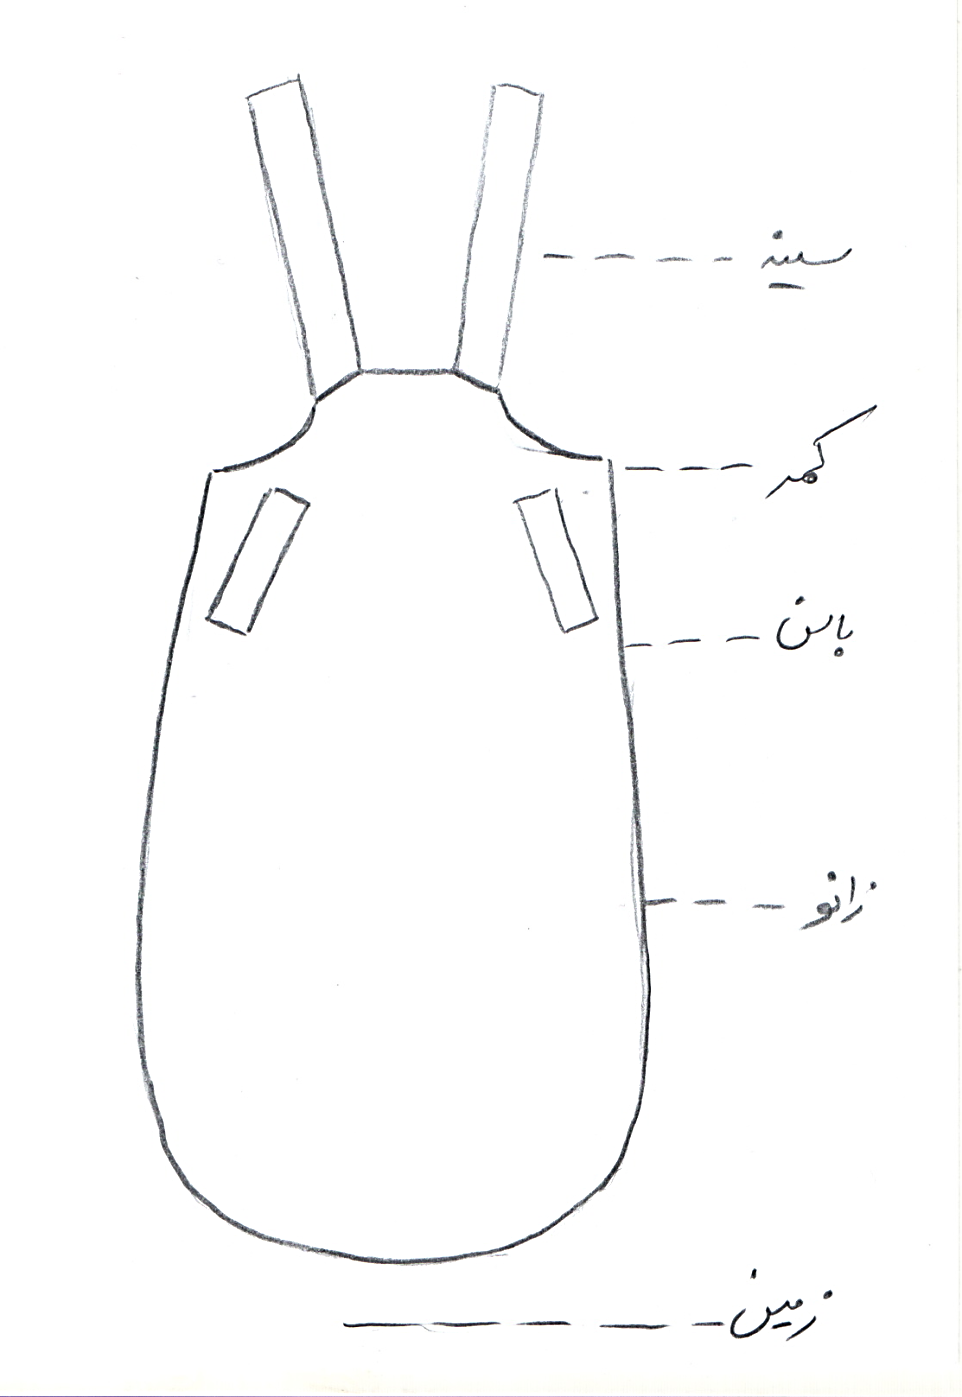 سینه
کمر
باسن
زانو
زمین